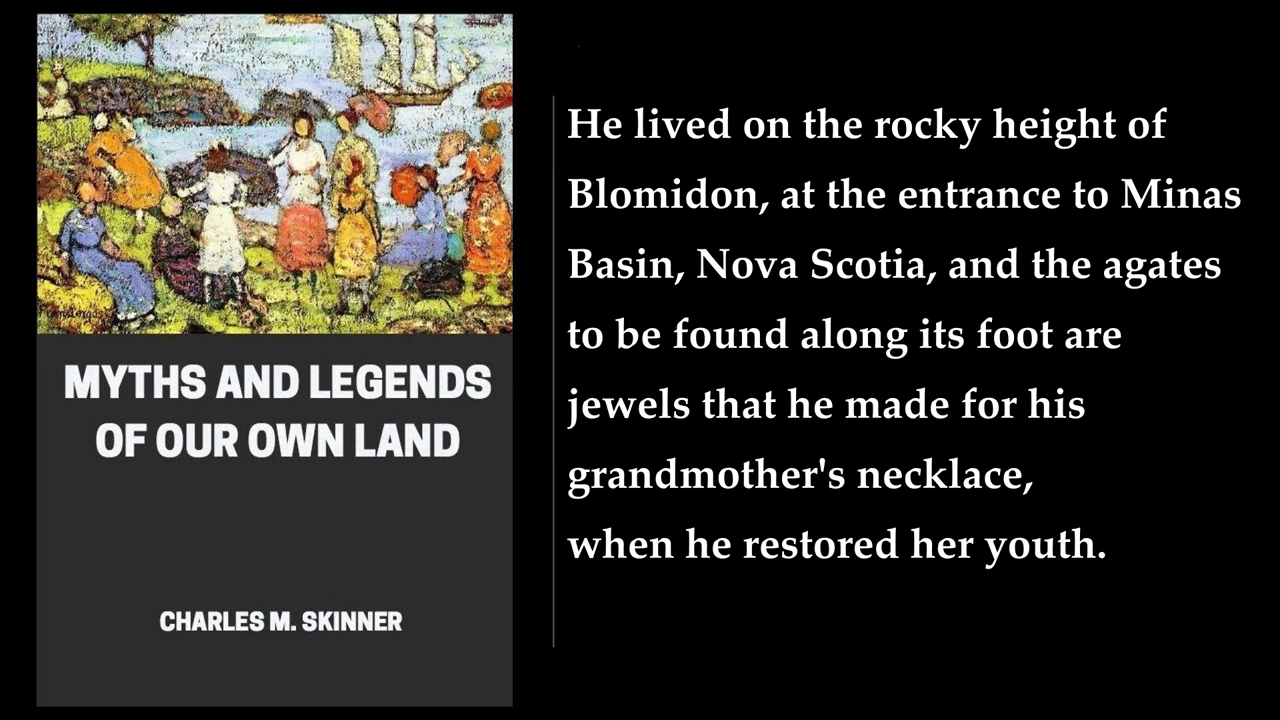 MYTHS AND LEGENDS
OF OUR OWN LAND
CHARLES M. SKINNER
He lived on the rocky height of
Blomidon, at the entrance to Minas
Basin, Nova Scotia, and the agates
to be found along its foot are
jewels that he made for his
grandmother's necklace,
when he restored her youth.